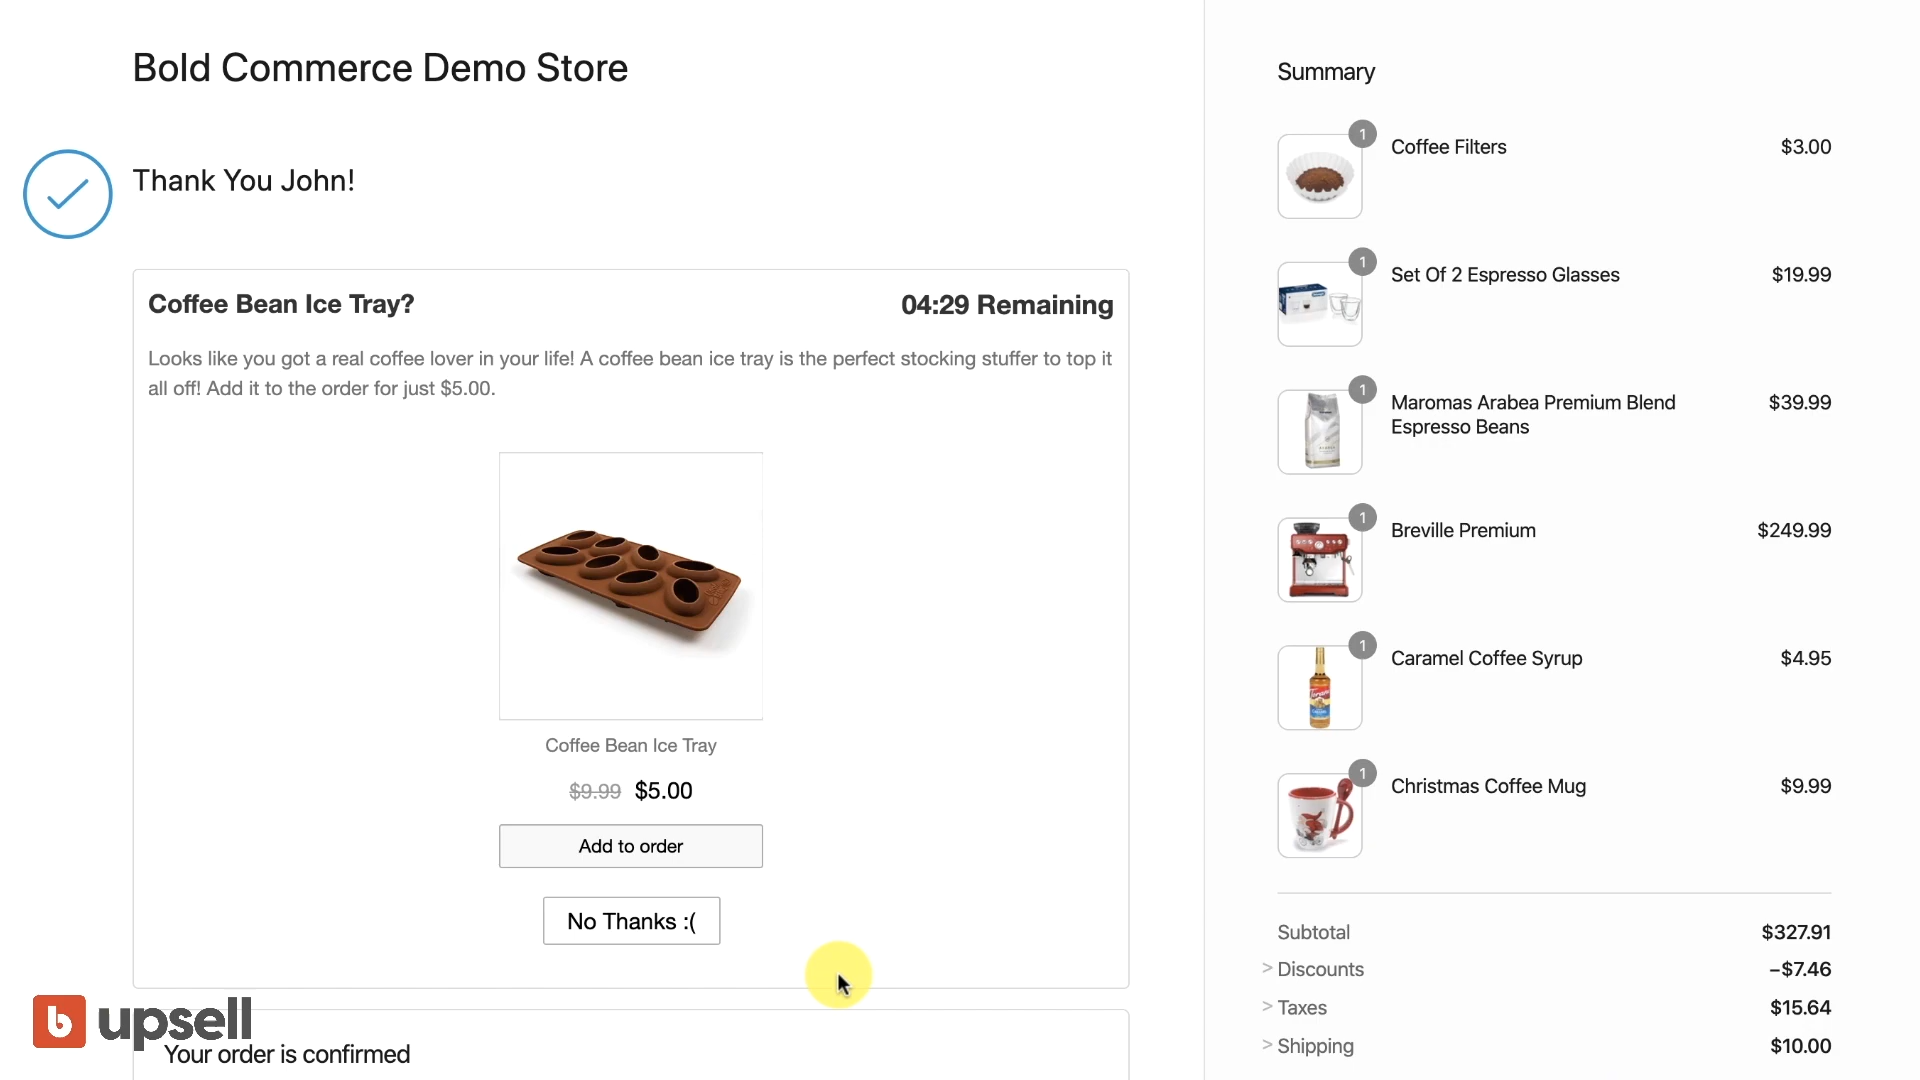 Bold Commerce Demo Store
Thank You John!
Coffee Bean Ice Tray?
04:29 Remaining
Looks like you got a real coffee lover in your life! A coffee bean ice tray is the perfect stocking stuffer to top it
all off! Add it to the order for just $5.00.
Coffee Bean Ice Tray
$9.99 $5.00
Add to order
No Thanks :(
b upsell
Your order is confirmed
Summary
1
Coffee Filters $3.00
1
Set Of 2 Espresso Glasses $19.99
1
Maromas Arabea Premium Blend $39.99
Espresso Beans
1
Breville Premium $249.99
1
Caramel Coffee Syrup $4.95
Torani
1
Christmas Coffee Mug $9.99
Subtotal $327.91
> Discounts –$7.46
> Taxes $15.64
> Shipping $10.00